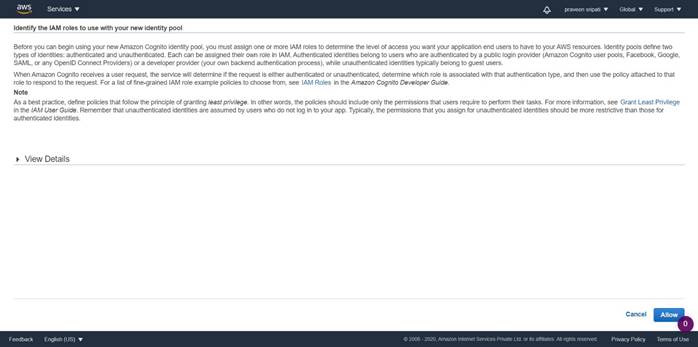 aws Services praveen sripati Global Support
Identify the IAM roles to use with your new identity pool
Before you can begin using your new Amazon Cognito identity pool, you must assign one or more IAM roles to determine the level of access you want your application end users to have to your AWS resources. Identity pools define two
types of identities: authenticated and unauthenticated. Each can be assigned their own role in IAM. Authenticated identities belong to users who are authenticated by a public login provider (Amazon Cognito user pools, Facebook, Google,
SAML, or any OpenID Connect Providers) or a developer provider (your own backend authentication process), while unauthenticated identities typically belong to guest users.
When Amazon Cognito receives a user request, the service will determine if the request is either authenticated or unauthenticated, determine which role is associated with that authentication type, and then use the policy attached to that
role to respond to the request. For a list of fine-grained IAM role example policies to choose from, see IAM Roles in the Amazon Cognito Developer Guide.
Note
As a best practice, define policies that follow the principle of granting least privilege. In other words, the policies should include only the permissions that users require to perform their tasks. For more information, see Grant Least Privilege
in the IAM User Guide. Remember that unauthenticated identities are assumed by users who do not log in to your app. Typically, the permissions that you assign for unauthenticated identities should be more restrictive than those for
authenticated identities.
View Details
Cancel Allow
0
Feedback English (US) © 2008 - 2020, Amazon Internet Services Private Ltd. or its affiliates. All rights reserved. Privacy Policy Terms of Use